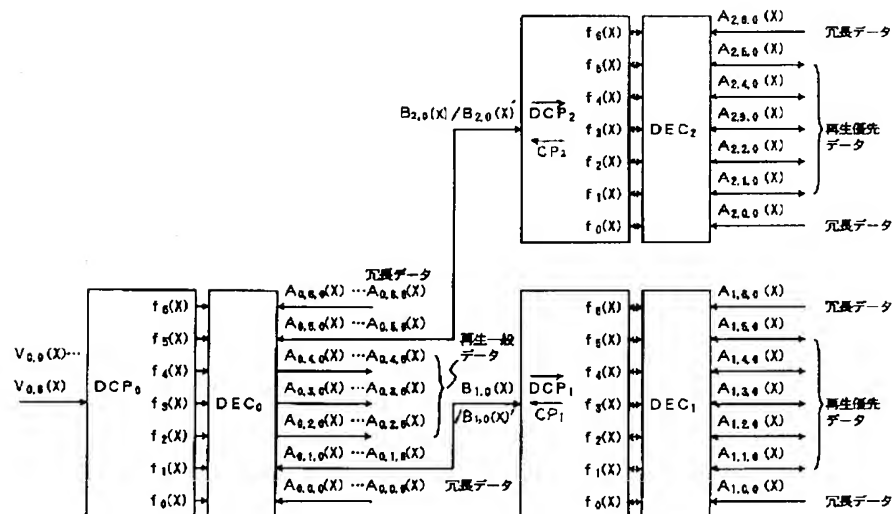 A2,6,0 (X)
f6(X)
冗長データ
A2,5,0 (X)
f5(X)
A2,4,0 (X)
B2,0(X)/B2,0(X)′
DCP2
f4(X)
A2,3,0 (X)
再生優先
データ
f3(X)
DEC2
CP2
A2,2,0 (X)
f2(X)
A2,1,0 (X)
f1(X)
A2,0,0 (X)
f0(X)
冗長データ
冗長データ
A0,6,0(X) …A0,6,6(X)
f6(X)
A0,5,0(X) …A0,5,6(X)
f5(X)
再生一般
データ
V0,0(X)…
V0,6(X)
DCP0
A0,4,0(X) …A0,4,6(X)
f4(X)
A0,3,0(X) …A0,3,6(X)
f3(X)
DEC0
A0,2,0(X) …A0,2,6(X)
f2(X)
A0,1,0(X) …A0,1,6(X)
f1(X)
A0,0,0(X) …A0,0,6(X)
f0(X)
冗長データ
B1,0(X)
/B1,0(X)′
A1,6,0 (X)
f6(X)
冗長データ
A1,5,0 (X)
f5(X)
A1,4,0 (X)
DCP1
f4(X)
A1,3,0 (X)
再生優先
データ
CP1
f3(X)
DEC1
A1,2,0 (X)
f2(X)
A1,1,0 (X)
f1(X)
A1,0,0 (X)
f0(X)
冗長データ